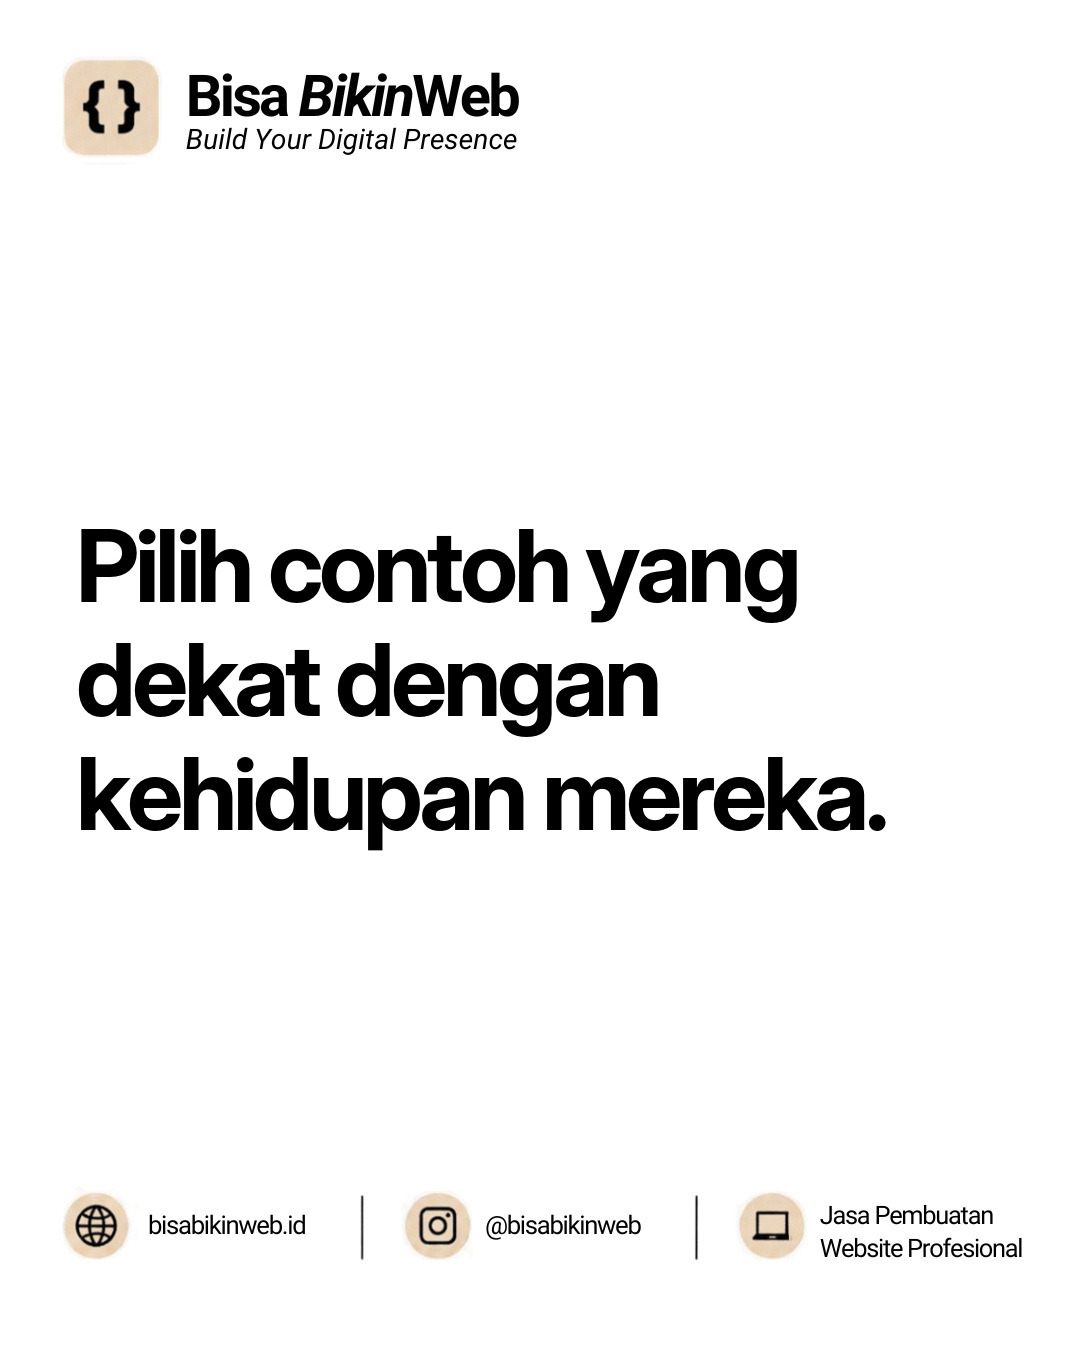 { }
Bisa BikinWeb
Build Your Digital Presence
Pilih contoh yang
dekat dengan
kehidupan mereka.
bisabikinweb.id
@bisabikinweb
Jasa Pembuatan
Website Profesional